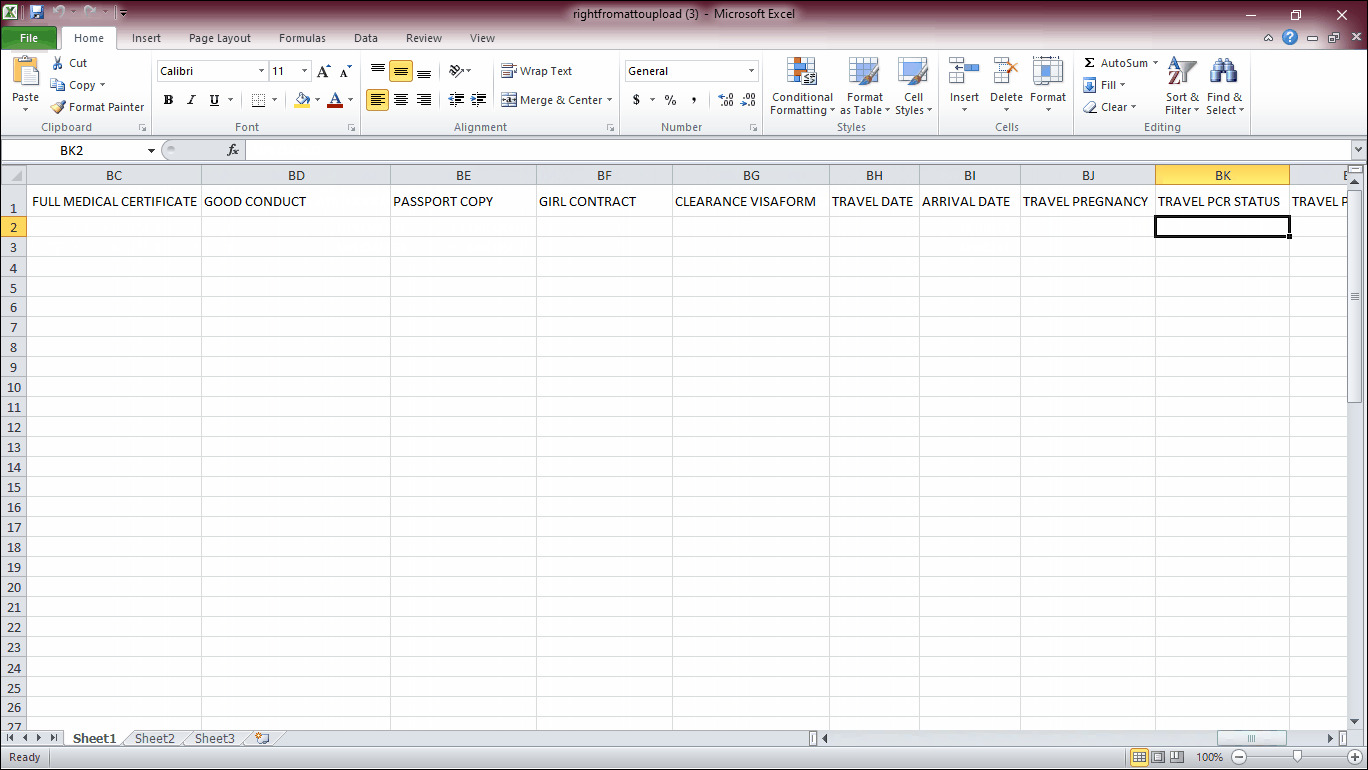 rightfromattoupload (3) - Microsoft Excel
File Home Insert Page Layout Formulas Data Review View
Paste
Cut
Copy
Format Painter
Clipboard
Calibri 11
B I U
Font
Wrap Text
Merge & Center
Alignment
General
$ % ,
Number
Conditional Formatting
Format as Table
Cell Styles
Styles
Insert Delete Format
Cells
Σ AutoSum
Fill
Clear
Sort & Filter
Find & Select
Editing
BK2 fx
BC BD BE BF BG BH BI BJ BK
1 FULL MEDICAL CERTIFICATE GOOD CONDUCT PASSPORT COPY GIRL CONTRACT CLEARANCE VISAFORM TRAVEL DATE ARRIVAL DATE TRAVEL PREGNANCY TRAVEL PCR STATUS TRAVEL P
2
3
4
5
6
7
8
9
10
11
12
13
14
15
16
17
18
19
20
21
22
23
24
25
26
27
Sheet1 Sheet2 Sheet3
Ready 100%